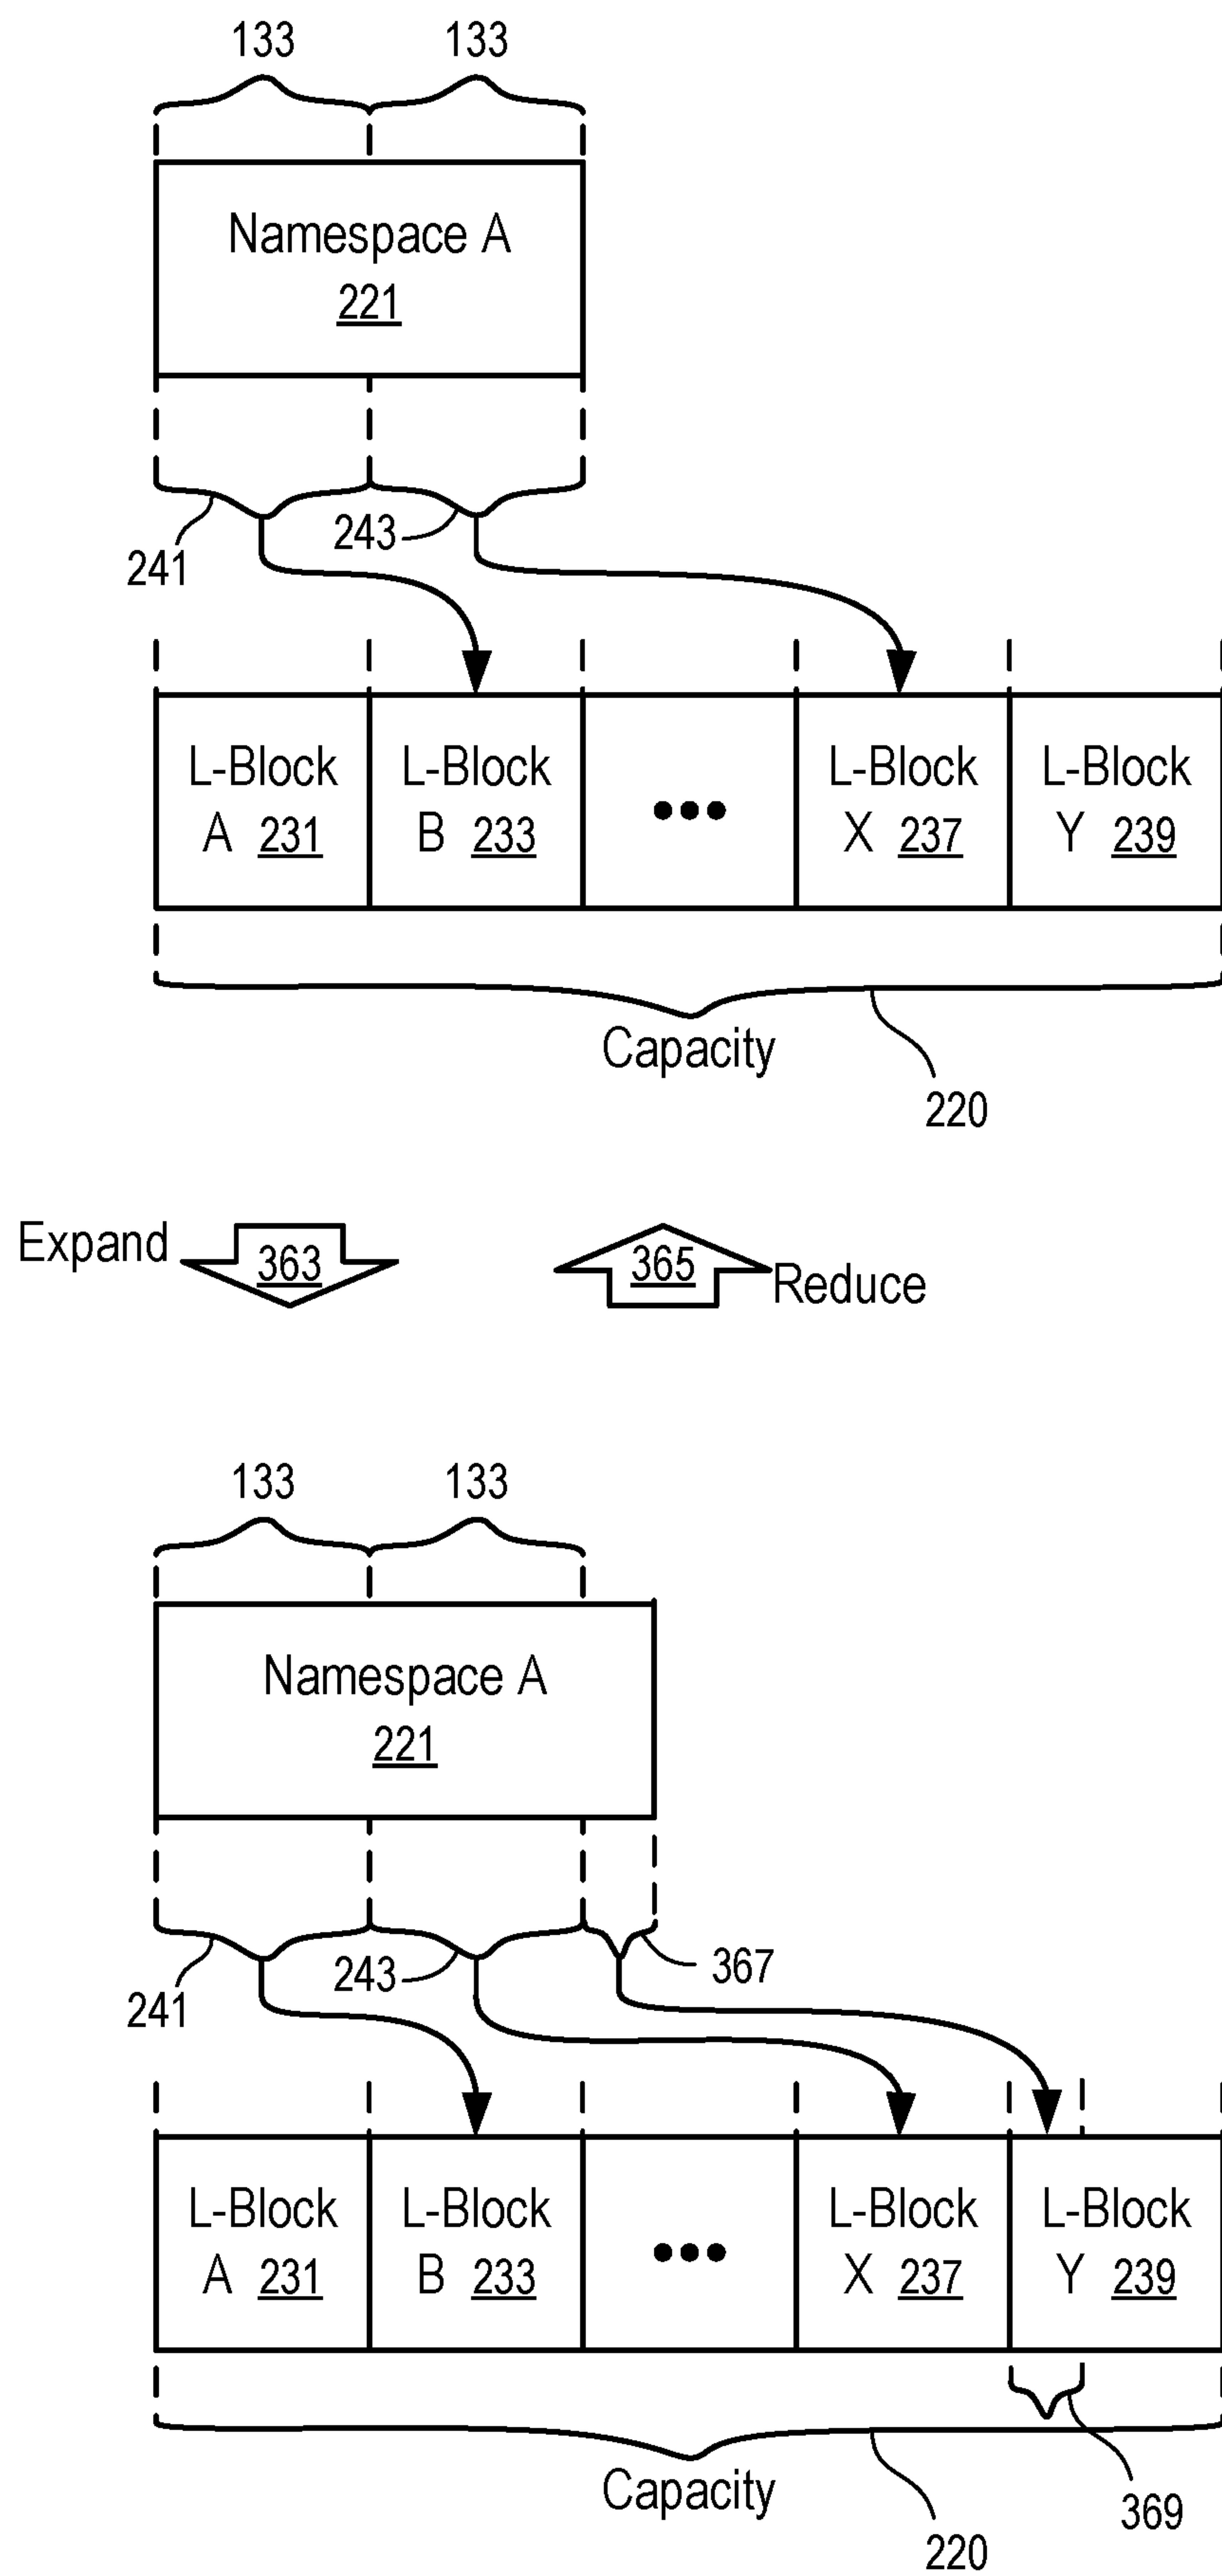 133 133
Namespace A
221
241 243
L-Block L-Block L-Block L-Block
A 231 B 233 ●●● X 237 Y 239
Capacity
220
Expand 363 365 Reduce
133 133
Namespace A
221
241 243 367
L-Block L-Block L-Block L-Block
A 231 B 233 ●●● X 237 Y 239
Capacity
220 369